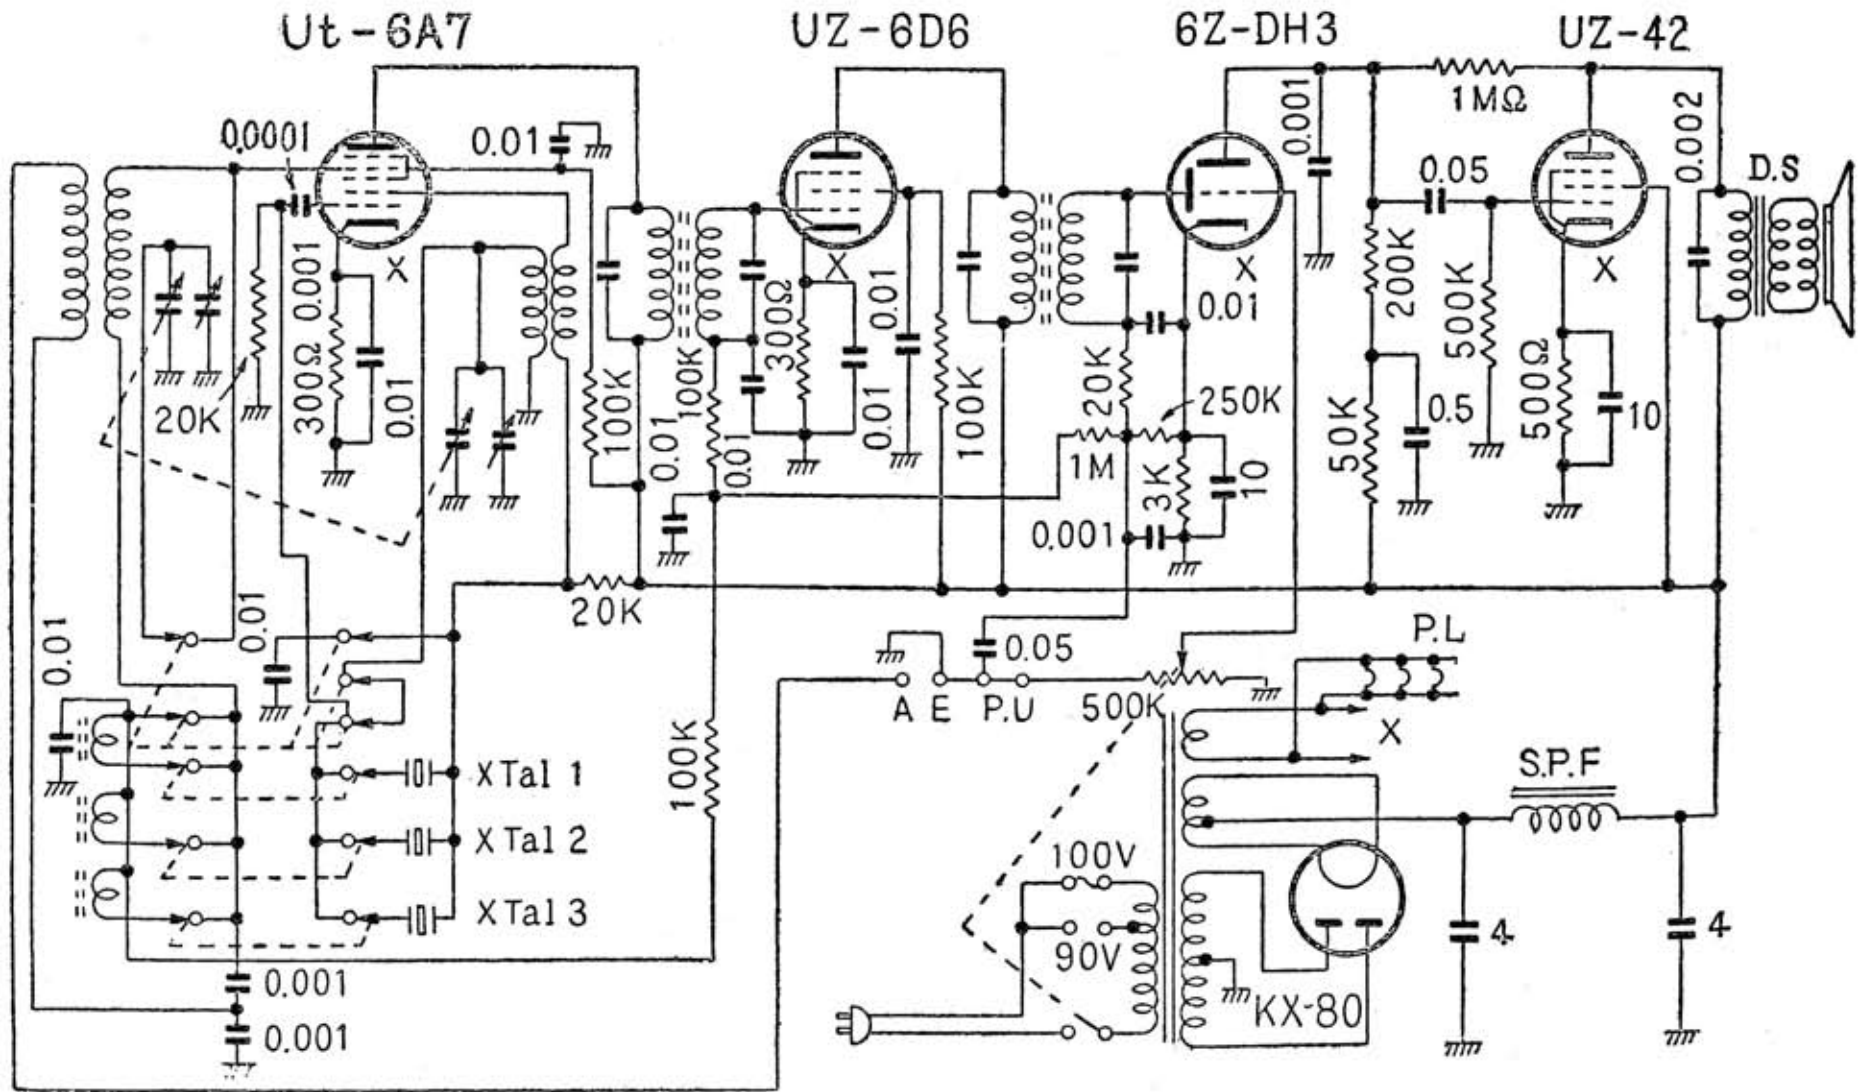 Ut-6A7
UZ-6D6
6Z-DH3
UZ-42
0.0001
0.01
0.001
1MΩ
0.002
D.S
0.05
X
X
X
X
0.001
300Ω
0.01
20K
100K
0.01
100K
0.01
300Ω
0.01
0.01
100K
0.01
20K
250K
1M
3K
10
0.001
200K
500K
50K
0.5
500Ω
10
20K
0.01
0.01
0.05
P.L
A E P.U 500K
X
100K
XTal 1
XTal 2
XTal 3
S.P.F
100V
90V
4
4
KX-80
0.001
0.001